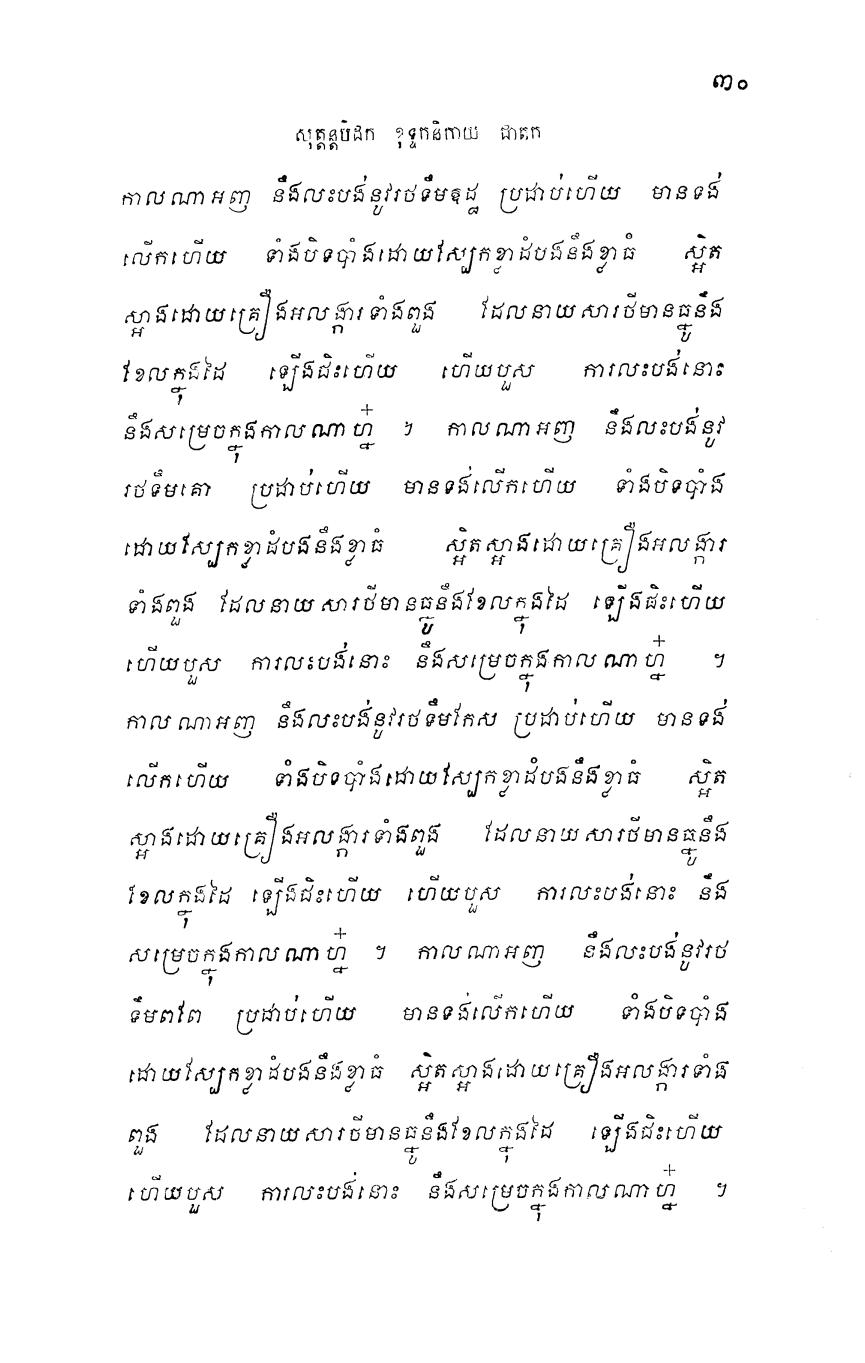 ៣០
សុត្តន្តបិដក ខុទ្ទកនិកាយ ជាតក
កាលណាអញ នឹងលះបង់នូវរថទឹមឧដ្ឋ ប្រដាប់ហើយ មានទង់
លើកហើយ ទាំងបិទបាំងដោយស្បែកខ្លាដំបងនឹងខ្លាធំ ស្អិត
ស្អាងដោយគ្រឿងអលង្ការទាំងពួង ដែលនាយសារថីមានធ្នូនឹង
ខែលក្នុងដៃ ឡើងជិះហើយ ហើយបួស ការលះបង់នោះ
នឹងសម្រេចក្នុងកាលណាហ្ន៎ ។ កាលណាអញ នឹងលះបង់នូវ
រថទឹមគោ ប្រដាប់ហើយ មានទង់លើកហើយ ទាំងបិទបាំង
ដោយស្បែកខ្លាដំបងនឹងខ្លាធំ ស្អិតស្អាងដោយគ្រឿងអលង្ការ
ទាំងពួង ដែលនាយសារថីមានធ្នូនឹងខែលក្នុងដៃ ឡើងជិះហើយ
ហើយបួស ការលះបង់នោះ នឹងសម្រេចក្នុងកាលណាហ្ន៎ ។
កាលណាអញ នឹងលះបង់នូវរថទឹមកែស ប្រដាប់ហើយ មានទង់
លើកហើយ ទាំងបិទបាំងដោយស្បែកខ្លាដំបងនឹងខ្លាធំ ស្អិត
ស្អាងដោយគ្រឿងអលង្ការទាំងពួង ដែលនាយសារថីមានធ្នូនឹង
ខែលក្នុងដៃ ឡើងជិះហើយ ហើយបួស ការលះបង់នោះ នឹង
សម្រេចក្នុងកាលណាហ្ន៎ ។ កាលណាអញ នឹងលះបង់នូវរថ
ទឹមពពែ ប្រដាប់ហើយ មានទង់លើកហើយ ទាំងបិទបាំង
ដោយស្បែកខ្លាដំបងនឹងខ្លាធំ ស្អិតស្អាងដោយគ្រឿងអលង្ការទាំង
ពួង ដែលនាយសារថីមានធ្នូនឹងខែលក្នុងដៃ ឡើងជិះហើយ
ហើយបួស ការលះបង់នោះ នឹងសម្រេចក្នុងកាលណាហ្ន៎ ។